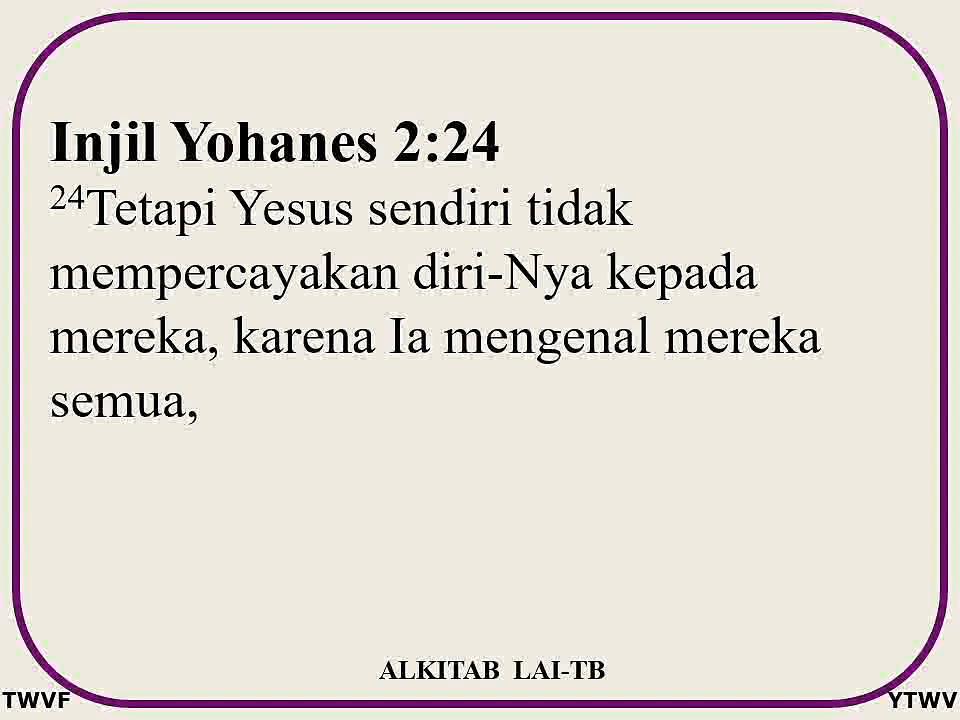 Injil Yohanes 2:24
24Tetapi Yesus sendiri tidak
mempercayakan diri-Nya kepada
mereka, karena Ia mengenal mereka
semua,
ALKITAB LAI-TB
TWVF
YTWV